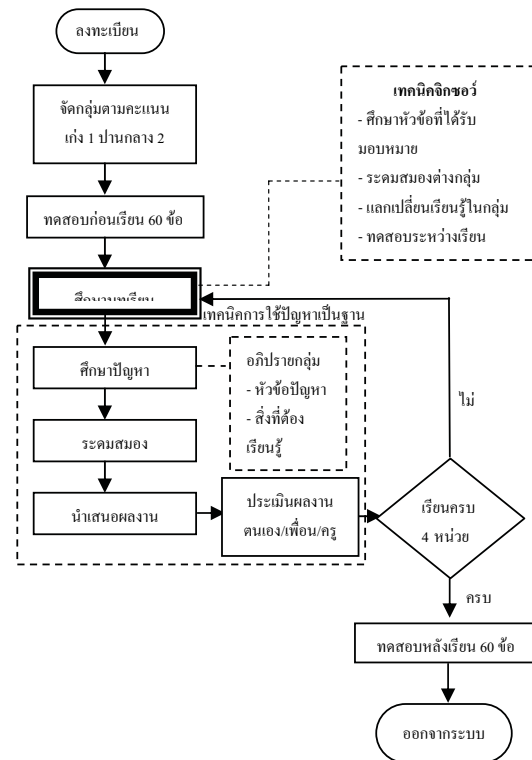 ลงทะเบียน
จัดกลุ่มตามคะแนน
เก่ง 1 ปานกลาง 2
ทดสอบก่อนเรียน 60 ข้อ
เทคนิคจิกซอว์
- ศึกษาหัวข้อที่ได้รับ
มอบหมาย
- ระดมสมองต่างกลุ่ม
- แลกเปลี่ยนเรียนรู้ในกลุ่ม
- ทดสอบระหว่างเรียน
เทคนิคการใช้ปัญหาเป็นฐาน
ศึกษาปัญหา
อภิปรายกลุ่ม
- หัวข้อปัญหา
- สิ่งที่ต้อง
เรียนรู้
ระดมสมอง
นำเสนอผลงาน
ประเมินผลงาน
ตนเอง/เพื่อน/ครู
เรียนครบ
4 หน่วย
ไม่
ครบ
ทดสอบหลังเรียน 60 ข้อ
ออกจากระบบ